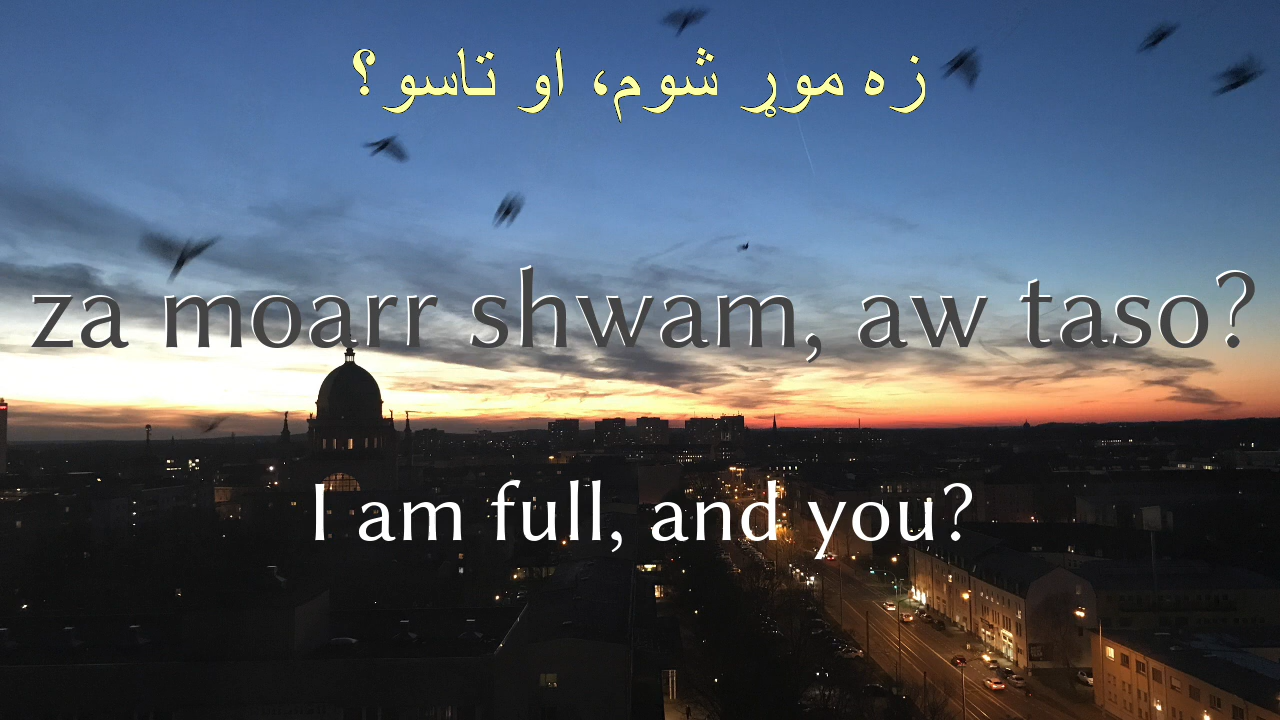 زه موړ شوم، او تاسو؟
za moarr shwam, aw taso?
I am full, and you?